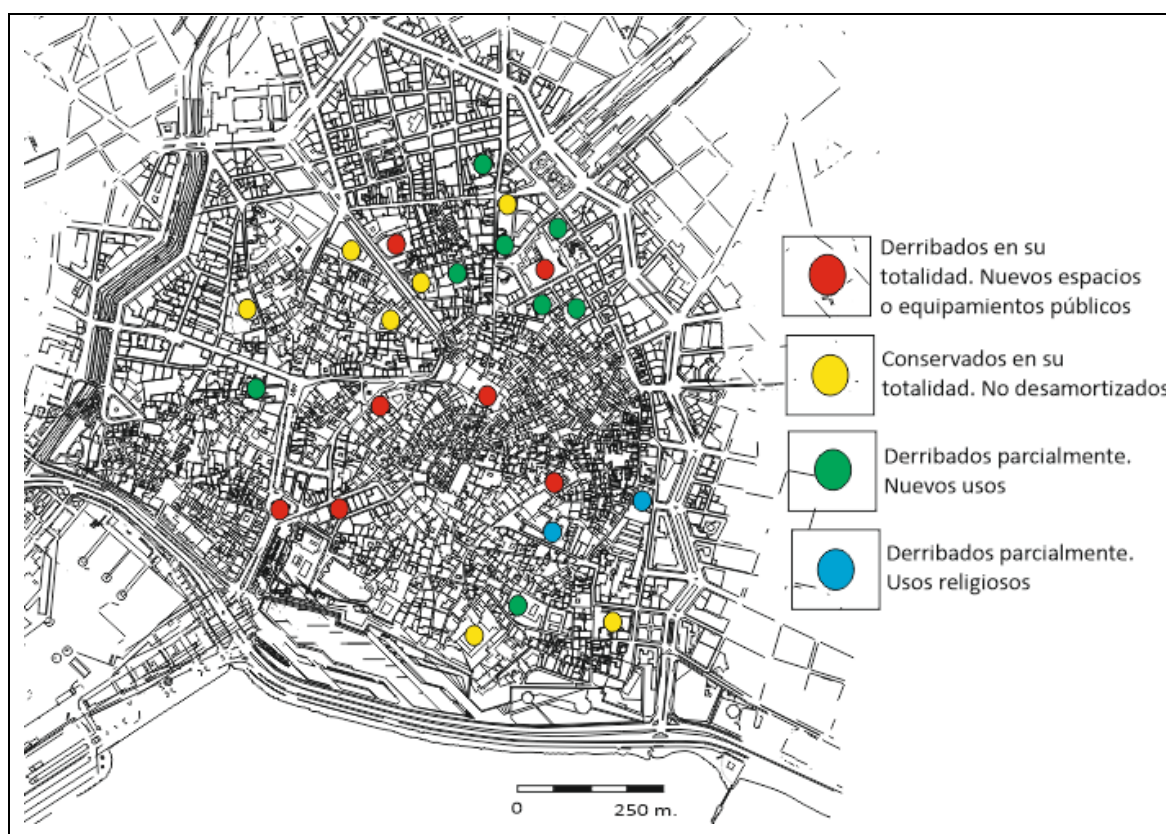 Derribados en su
totalidad. Nuevos espacios
o equipamientos públicos
Conservados en su
totalidad. No desamortizados
Derribados parcialmente.
Nuevos usos
Derribados parcialmente.
Usos religiosos
0 250 m.